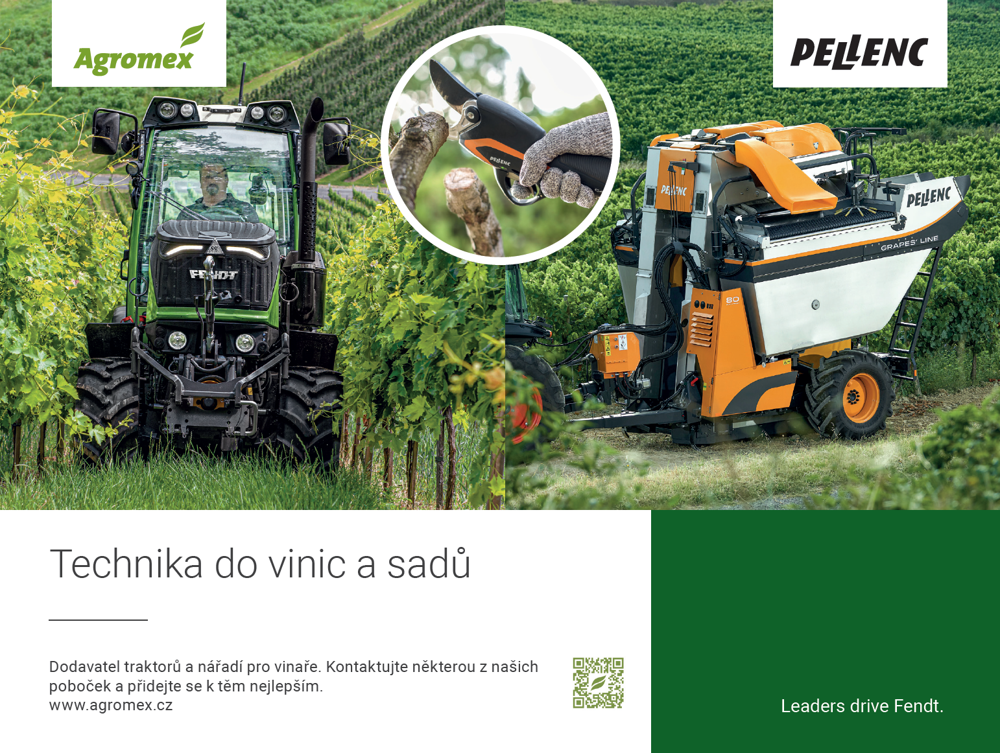 Agromex
PELLENC
PELLENC
FENDT
PELLENC
PELLENC
GRAPES' LINE
80
Technika do vinic a sadů
Dodavatel traktorů a nářadí pro vinaře. Kontaktujte některou z našich
poboček a přidejte se k těm nejlepším.
www.agromex.cz
Leaders drive Fendt.